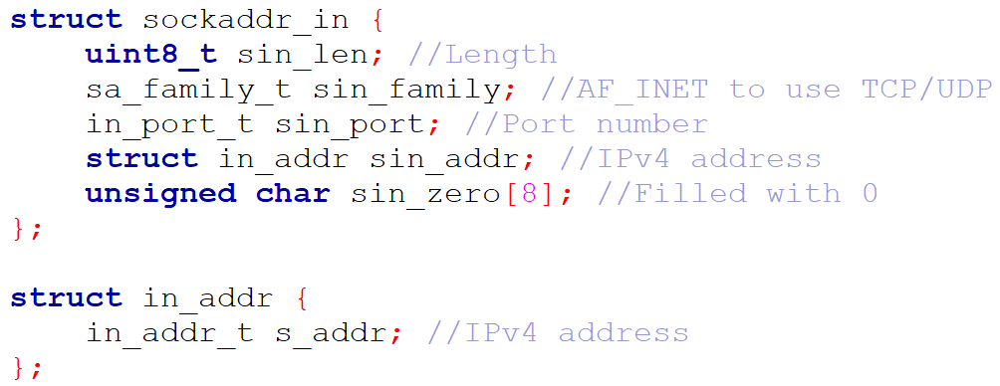 struct sockaddr_in {
    uint8_t sin_len; //Length
    sa_family_t sin_family; //AF_INET to use TCP/UDP
    in_port_t sin_port; //Port number
    struct in_addr sin_addr; //IPv4 address
    unsigned char sin_zero[8]; //Filled with 0
};

struct in_addr {
    in_addr_t s_addr; //IPv4 address
};